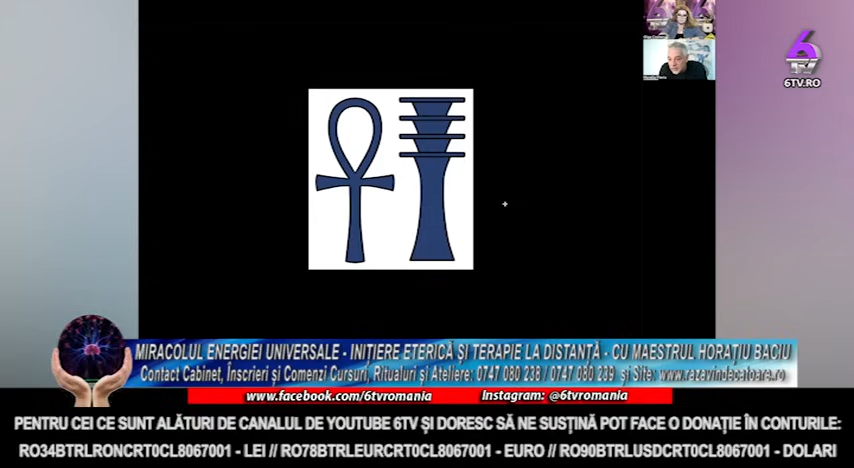 6
TV
6TV.RO
MIRACOLUL ENERGIEI UNIVERSALE - INIȚIERE ETERICĂ ȘI TERAPIE LA DISTANȚĂ - CU MAESTRUL HORAȚIU BACIU
Contact Cabinet, Înscrieri și Comenzi Cursuri, Ritualuri și Ateliere: 0747 080 238 / 0747 080 239 și Site: www.razevindecatoare.ro
www.facebook.com/6tvromania Instagram: @6tvromania
PENTRU CEI CE SUNT ALĂTURI DE CANALUL DE YOUTUBE 6TV ȘI DORESC SĂ NE SUSȚINĂ POT FACE O DONAȚIE ÎN CONTURILE:
RO34BTRLRONCRT0CL8067001 - LEI // RO78BTRLEURCRT0CL8067001 - EURO // RO90BTRLUSDCRT0CL8067001 - DOLARI